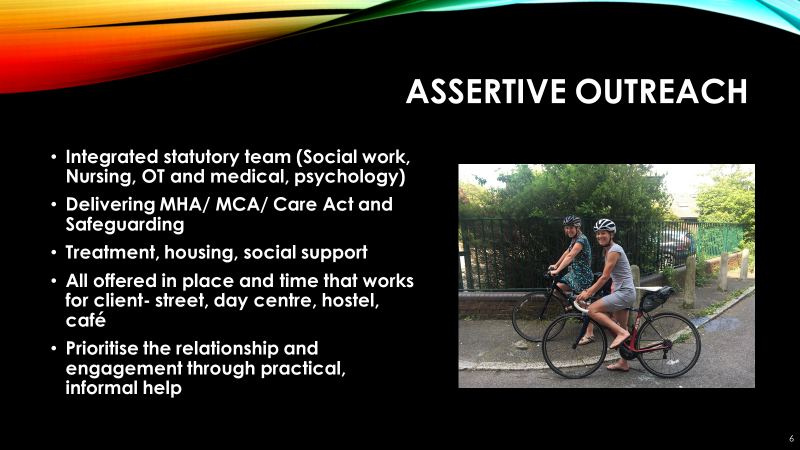 ASSERTIVE OUTREACH
• Integrated statutory team (Social work,
Nursing, OT and medical, psychology)
• Delivering MHA/ MCA/ Care Act and
Safeguarding
• Treatment, housing, social support
• All offered in place and time that works
for client- street, day centre, hostel,
café
• Prioritise the relationship and
engagement through practical,
informal help
6